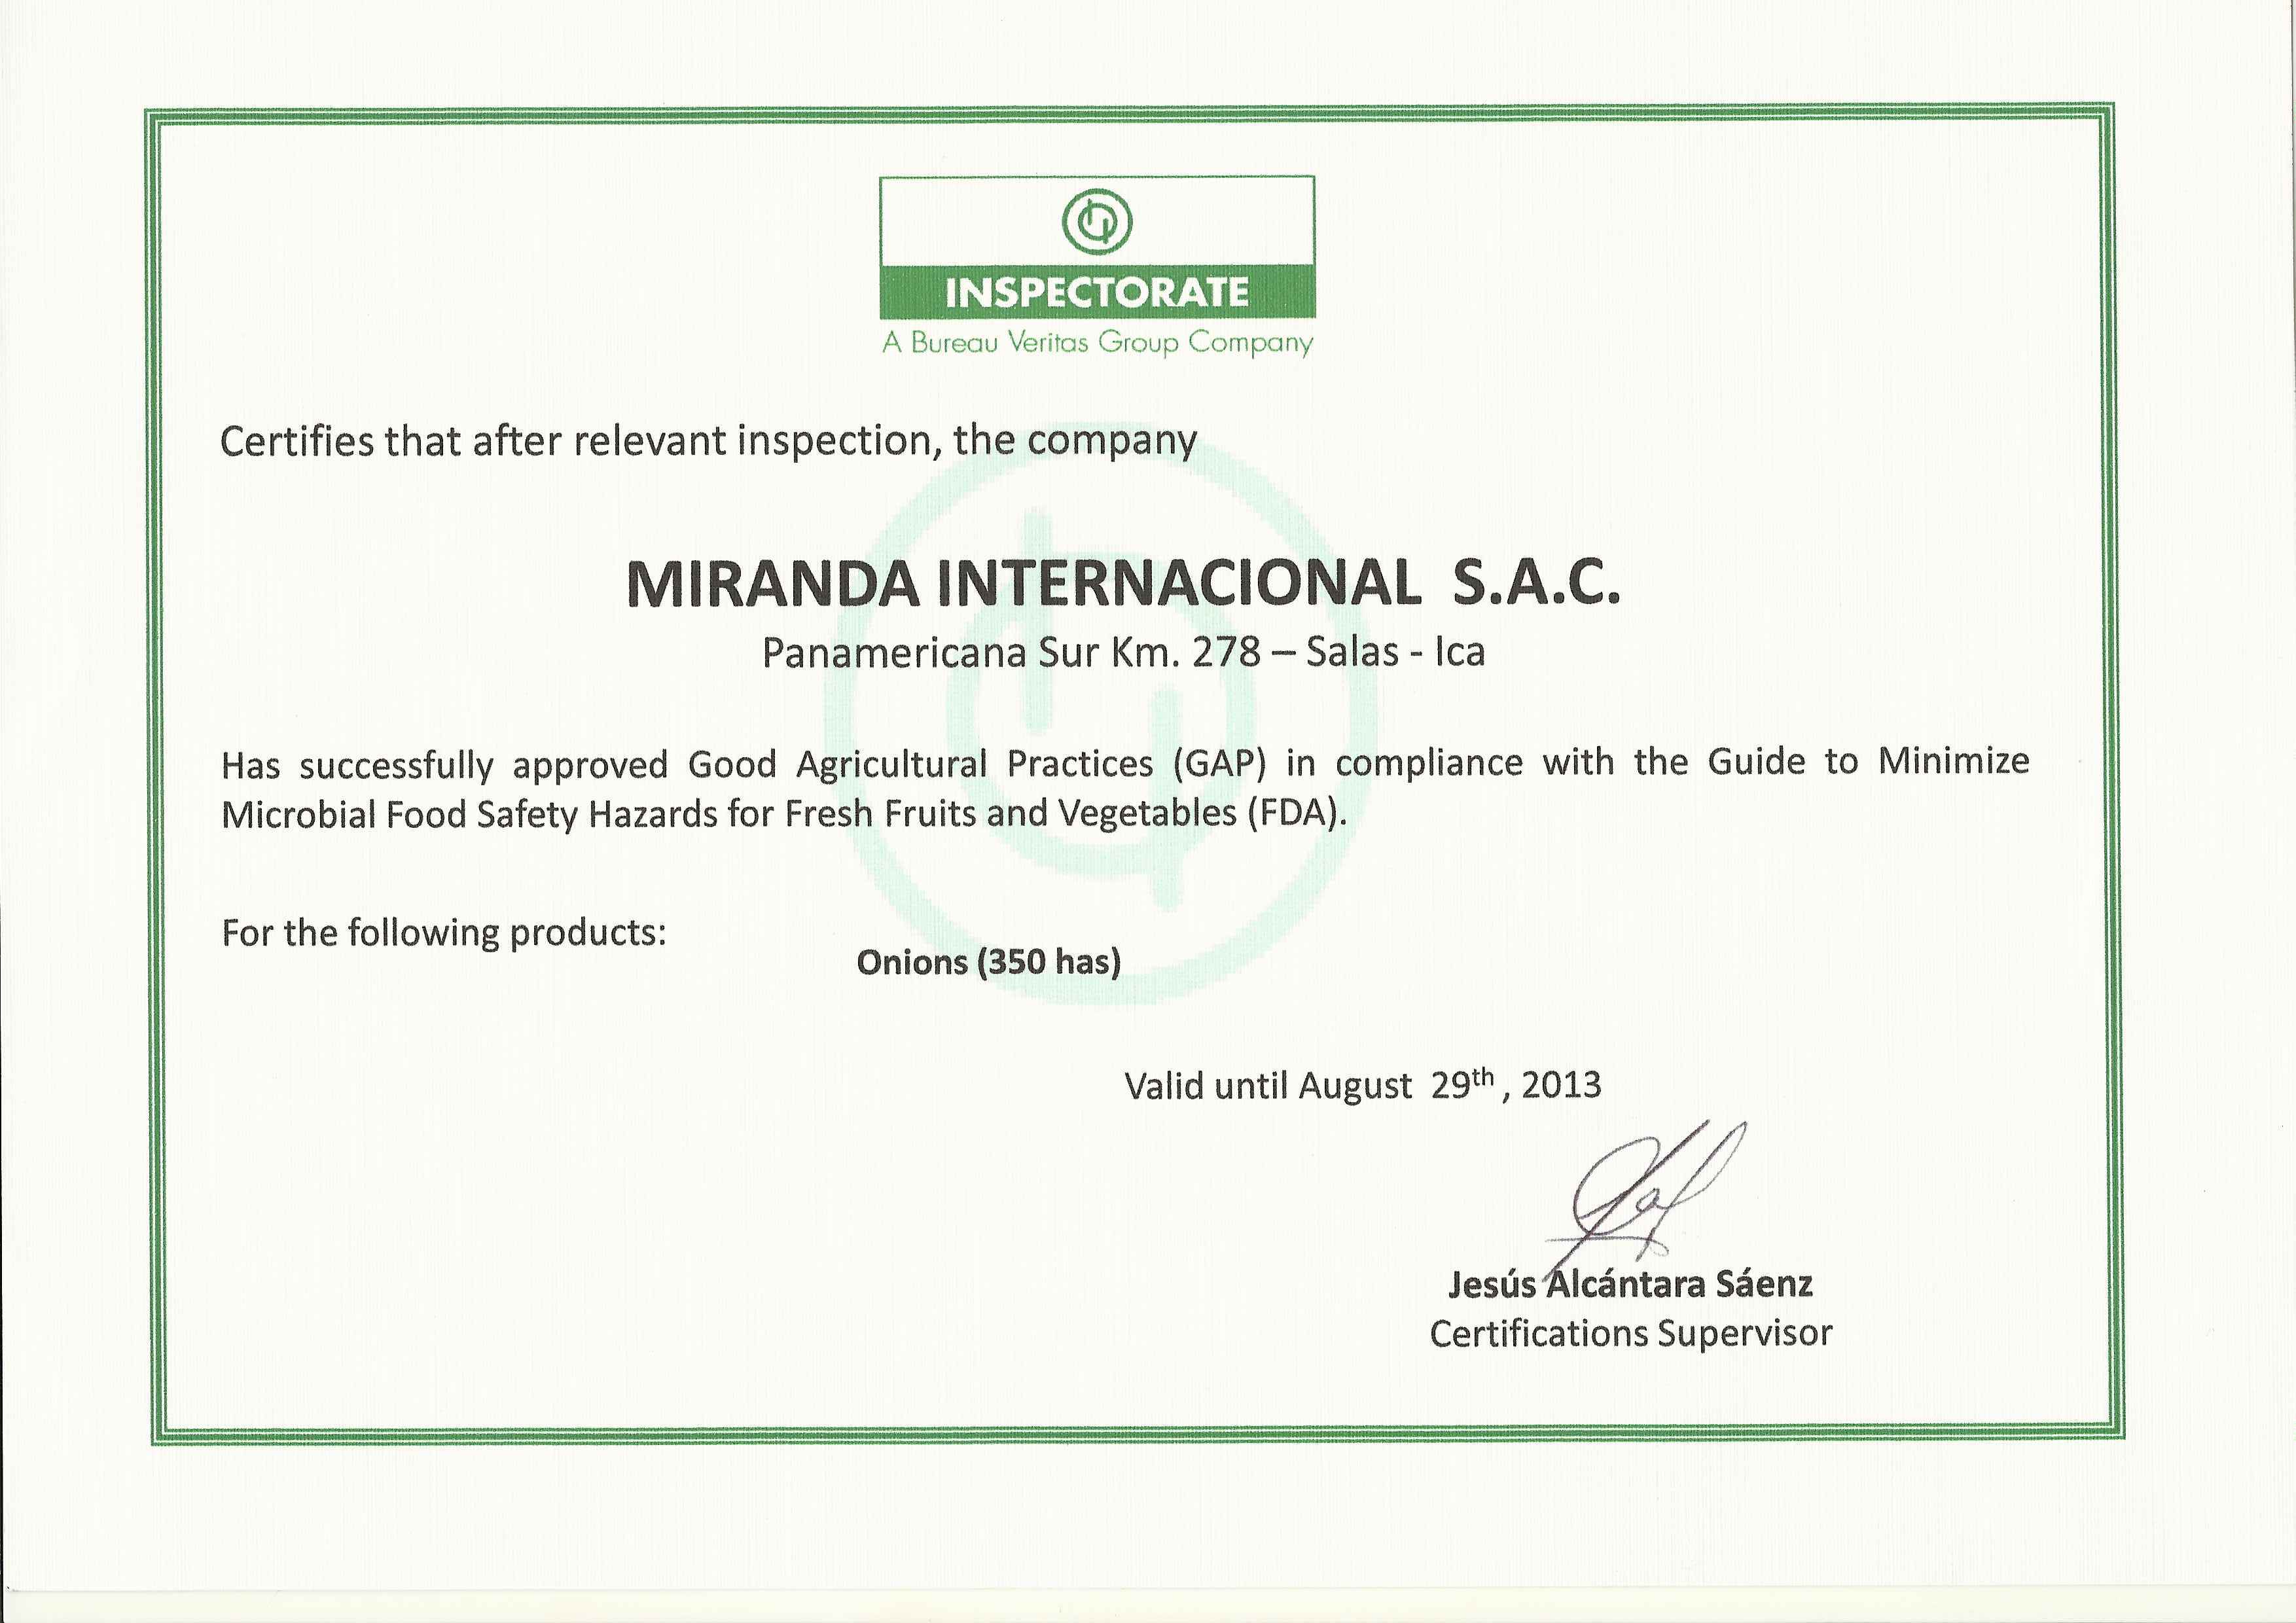 INSPECTORATE
A Bureau Veritas Group Company
Certifies that after relevant inspection, the company
MIRANDA INTERNACIONAL S.A.C.
Panamericana Sur Km. 278 – Salas - Ica
Has successfully approved Good Agricultural Practices (GAP) in compliance with the Guide to Minimize
Microbial Food Safety Hazards for Fresh Fruits and Vegetables (FDA).
For the following products:
Onions (350 has)
Valid until August 29th , 2013
Jesús Alcántara Sáenz
Certifications Supervisor